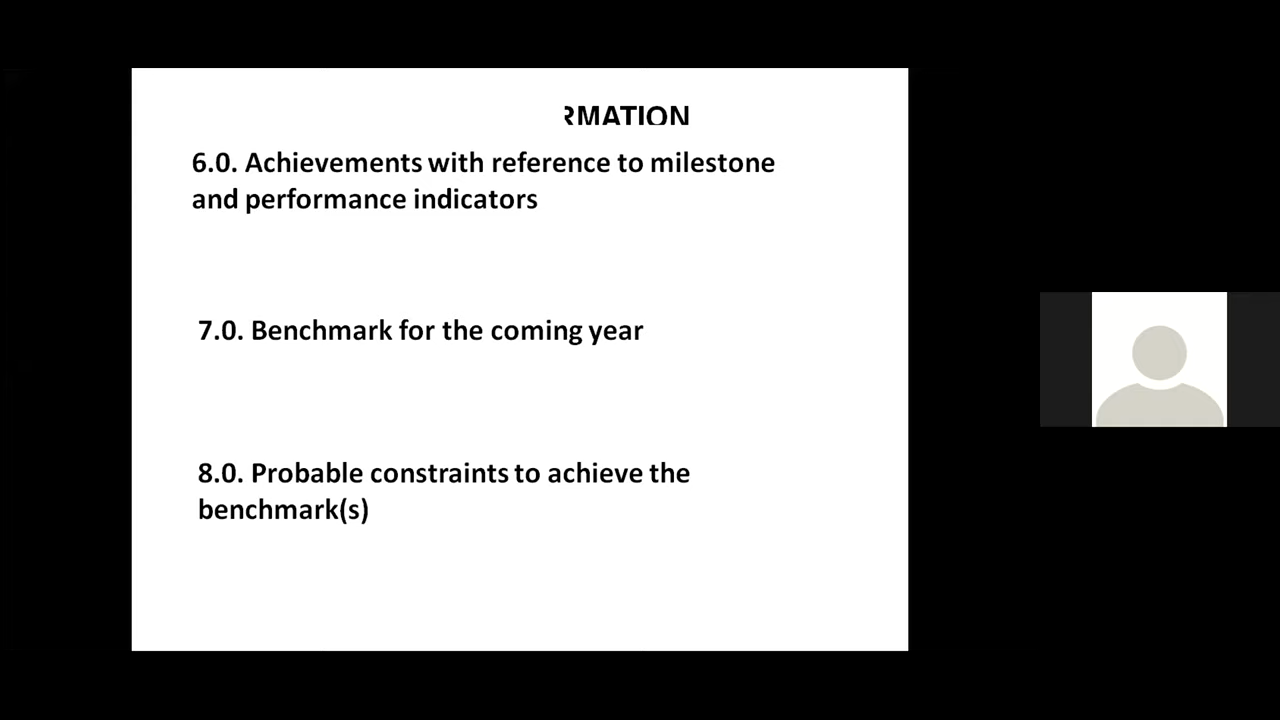 RMATION
6.0. Achievements with reference to milestone
and performance indicators
7.0. Benchmark for the coming year
8.0. Probable constraints to achieve the
benchmark(s)